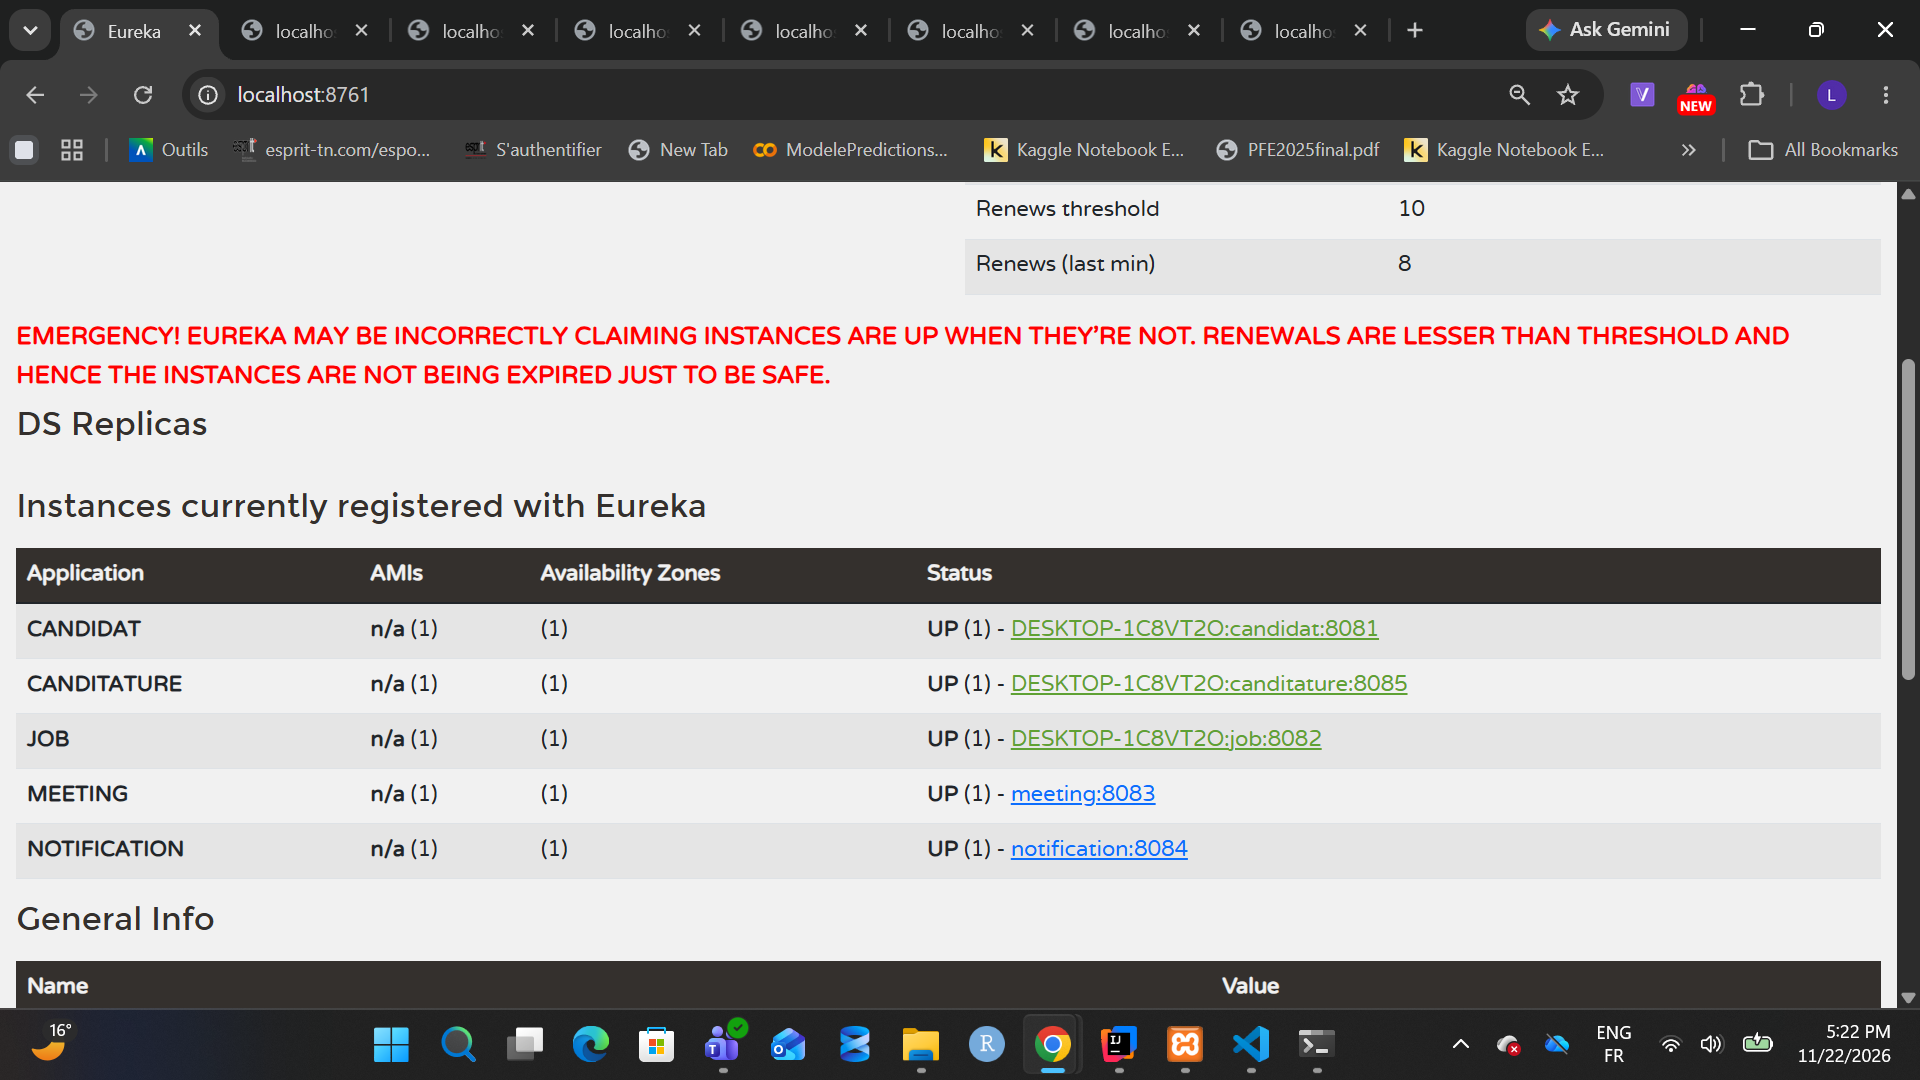 Eureka
localho
localho
localho
localho
localho
localho
localho
Ask Gemini
localhost:8761
V
NEW
L
Outils
esprit-tn.com/espo...
S'authentifier
New Tab
ModelePredictions...
Kaggle Notebook E...
PFE2025final.pdf
Kaggle Notebook E...
All Bookmarks
Renews threshold 10
Renews (last min) 8
EMERGENCY! EUREKA MAY BE INCORRECTLY CLAIMING INSTANCES ARE UP WHEN THEY’RE NOT. RENEWALS ARE LESSER THAN THRESHOLD AND
HENCE THE INSTANCES ARE NOT BEING EXPIRED JUST TO BE SAFE.
DS Replicas
Instances currently registered with Eureka
Application AMIs Availability Zones Status
CANDIDAT n/a (1) (1) UP (1) - DESKTOP-1C8VT2O:candidat:8081
CANDITATURE n/a (1) (1) UP (1) - DESKTOP-1C8VT2O:canditature:8085
JOB n/a (1) (1) UP (1) - DESKTOP-1C8VT2O:job:8082
MEETING n/a (1) (1) UP (1) - meeting:8083
NOTIFICATION n/a (1) (1) UP (1) - notification:8084
General Info
Name Value
16°
ENG
FR
5:22 PM
11/22/2026